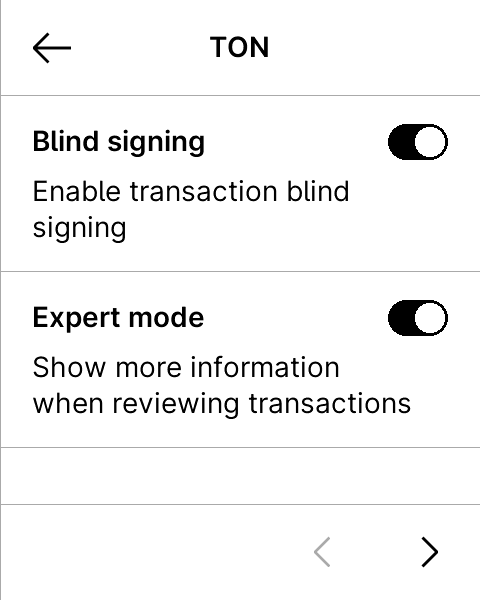 TON
Blind signing
Enable transaction blind
signing
Expert mode
Show more information
when reviewing transactions